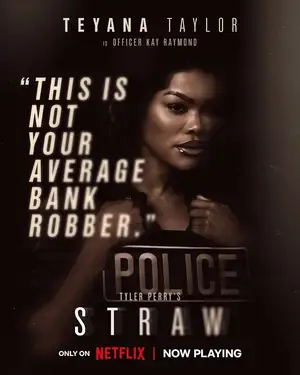 TEYANA TAYLOR
IS OFFICER KAY RAYMOND
“THIS IS
NOT
YOUR
AVERAGE
BANK
ROBBER.”
POLICE
TYLER PERRY'S
STRAW
ONLY ON NETFLIX | NOW PLAYING